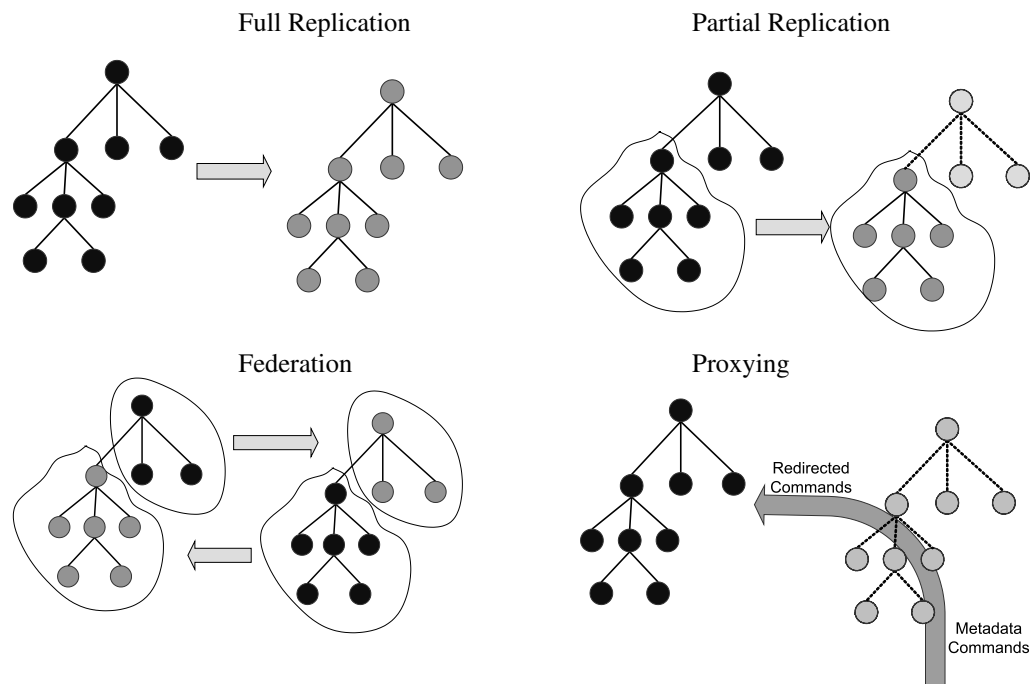 Full Replication
Partial Replication
Federation
Proxying
Redirected
Commands
Metadata
Commands